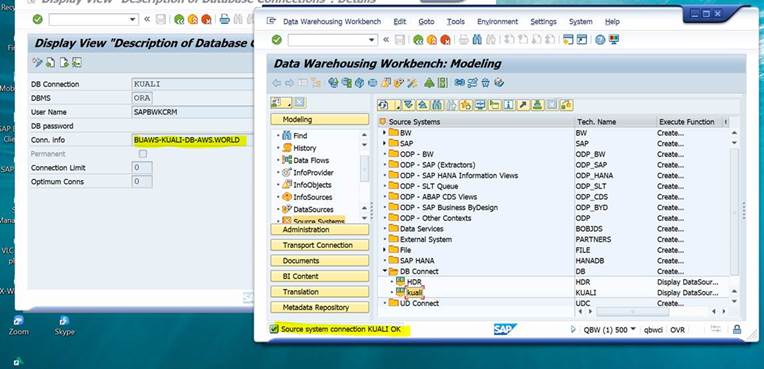 Display View "Description of Database Connections": Details
Display View "Description of Database C
DB Connection KUALI
DBMS ORA
User Name SAPBWKCRM
DB password
Conn. info BUAWS-KUALI-DB-AWS.WORLD
Permanent
Connection Limit 0
Optimum Conns 0
Zoom
Skype
Data Warehousing Workbench Edit Goto Tools Environment Settings System Help
Data Warehousing Workbench: Modeling
Modeling
Find
History
Data Flows
InfoProvider
InfoObjects
InfoSources
DataSources
Source Systems
Administration
Transport Connection
Documents
BI Content
Translation
Metadata Repository
Source Systems Tech. Name Execute Function
BW BW Create...
SAP SAP Create...
ODP - BW ODP_BW Create...
ODP - SAP (Extractors) ODP_SAP Create...
ODP - SAP HANA Information Views ODP_HANA Create...
ODP - SLT Queue ODP_SLT Create...
ODP - ABAP CDS Views ODP_CDS Create...
ODP - SAP Business ByDesign ODP_BYD Create...
ODP - Other Contexts ODP Create...
Data Services BOBJDS Create...
External System PARTNERS Create...
File FILE Create...
SAP HANA HANADB Create...
DB Connect DB Create...
HDR HDR Display DataSour...
kuali KUALI Display DataSour...
UD Connect UDC Create...
Source system connection KUALI OK
SAP
QBW (1) 500 qbwci OVR